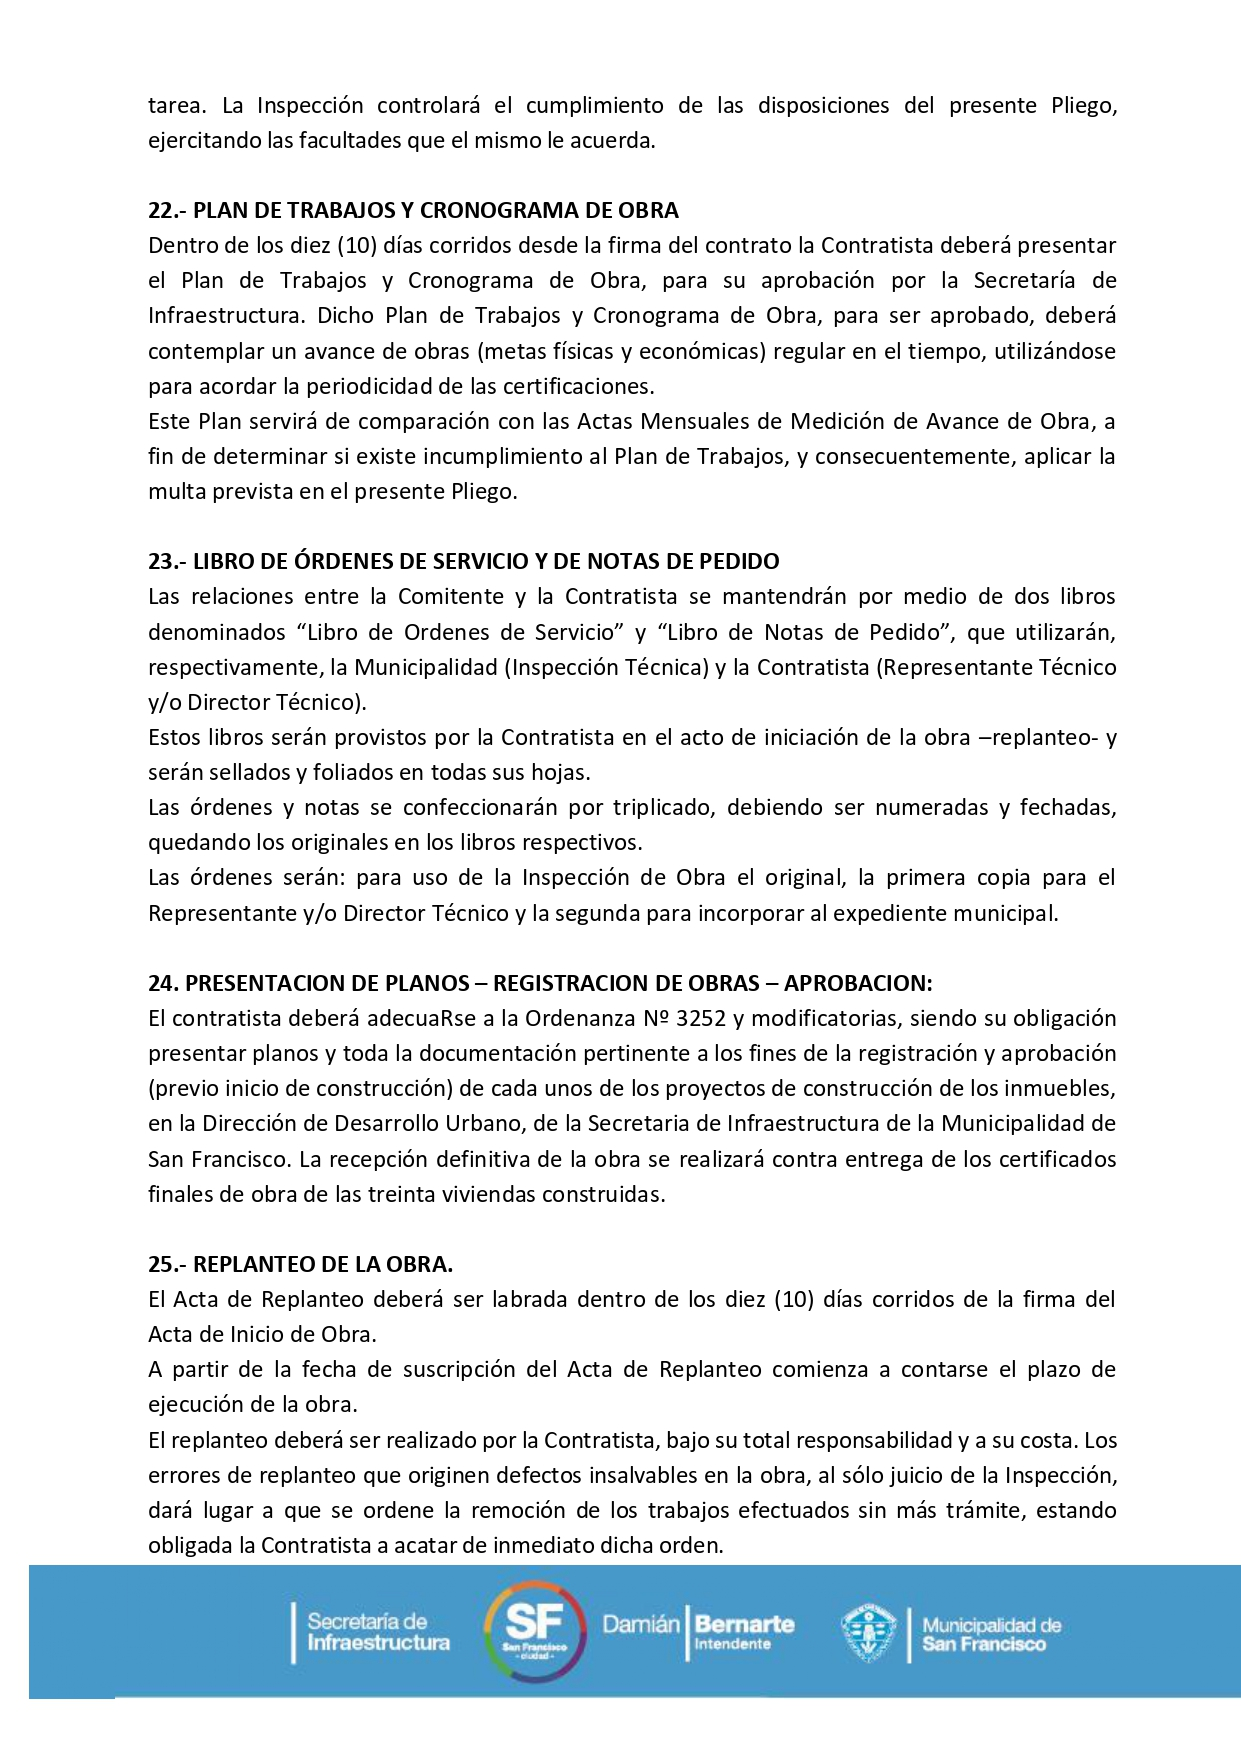 tarea. La Inspección controlará el cumplimiento de las disposiciones del presente Pliego,
ejercitando las facultades que el mismo le acuerda.
22.- PLAN DE TRABAJOS Y CRONOGRAMA DE OBRA
Dentro de los diez (10) días corridos desde la firma del contrato la Contratista deberá presentar
el Plan de Trabajos y Cronograma de Obra, para su aprobación por la Secretaría de
Infraestructura. Dicho Plan de Trabajos y Cronograma de Obra, para ser aprobado, deberá
contemplar un avance de obras (metas físicas y económicas) regular en el tiempo, utilizándose
para acordar la periodicidad de las certificaciones.
Este Plan servirá de comparación con las Actas Mensuales de Medición de Avance de Obra, a
fin de determinar si existe incumplimiento al Plan de Trabajos, y consecuentemente, aplicar la
multa prevista en el presente Pliego.
23.- LIBRO DE ÓRDENES DE SERVICIO Y DE NOTAS DE PEDIDO
Las relaciones entre la Comitente y la Contratista se mantendrán por medio de dos libros
denominados “Libro de Ordenes de Servicio” y “Libro de Notas de Pedido”, que utilizarán,
respectivamente, la Municipalidad (Inspección Técnica) y la Contratista (Representante Técnico
y/o Director Técnico).
Estos libros serán provistos por la Contratista en el acto de iniciación de la obra –replanteo- y
serán sellados y foliados en todas sus hojas.
Las órdenes y notas se confeccionarán por triplicado, debiendo ser numeradas y fechadas,
quedando los originales en los libros respectivos.
Las órdenes serán: para uso de la Inspección de Obra el original, la primera copia para el
Representante y/o Director Técnico y la segunda para incorporar al expediente municipal.
24. PRESENTACION DE PLANOS – REGISTRACION DE OBRAS – APROBACION:
El contratista deberá adecuaRse a la Ordenanza Nº 3252 y modificatorias, siendo su obligación
presentar planos y toda la documentación pertinente a los fines de la registración y aprobación
(previo inicio de construcción) de cada unos de los proyectos de construcción de los inmuebles,
en la Dirección de Desarrollo Urbano, de la Secretaria de Infraestructura de la Municipalidad de
San Francisco. La recepción definitiva de la obra se realizará contra entrega de los certificados
finales de obra de las treinta viviendas construidas.
25.- REPLANTEO DE LA OBRA.
El Acta de Replanteo deberá ser labrada dentro de los diez (10) días corridos de la firma del
Acta de Inicio de Obra.
A partir de la fecha de suscripción del Acta de Replanteo comienza a contarse el plazo de
ejecución de la obra.
El replanteo deberá ser realizado por la Contratista, bajo su total responsabilidad y a su costa. Los
errores de replanteo que originen defectos insalvables en la obra, al sólo juicio de la Inspección,
dará lugar a que se ordene la remoción de los trabajos efectuados sin más trámite, estando
obligada la Contratista a acatar de inmediato dicha orden.
Secretaría de
Infraestructura
SF
San Francisco
- ciudad -
Damián
Bernarte
Intendente
Municipalidad de
San Francisco